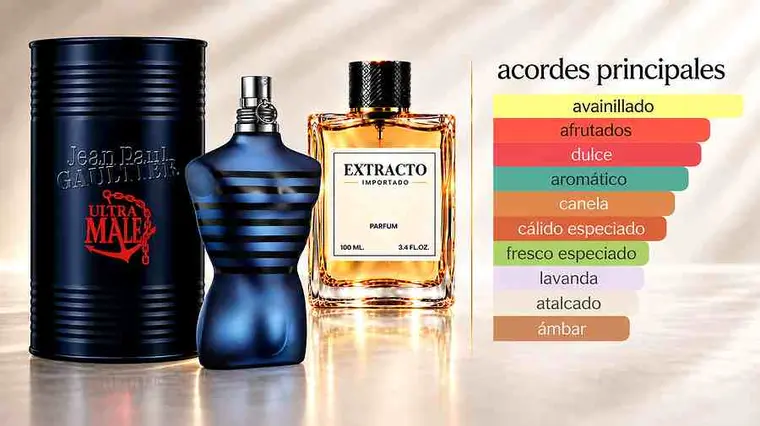 Jean Paul
GAULTIER
ULTRA
MALE
EXTRACTO
IMPORTADO
PARFUM
100 ML.
3.4 FL.OZ.
acordes principales
avainillado
afrutados
dulce
aromático
canela
cálido especiado
fresco especiado
lavanda
atalcado
ámbar